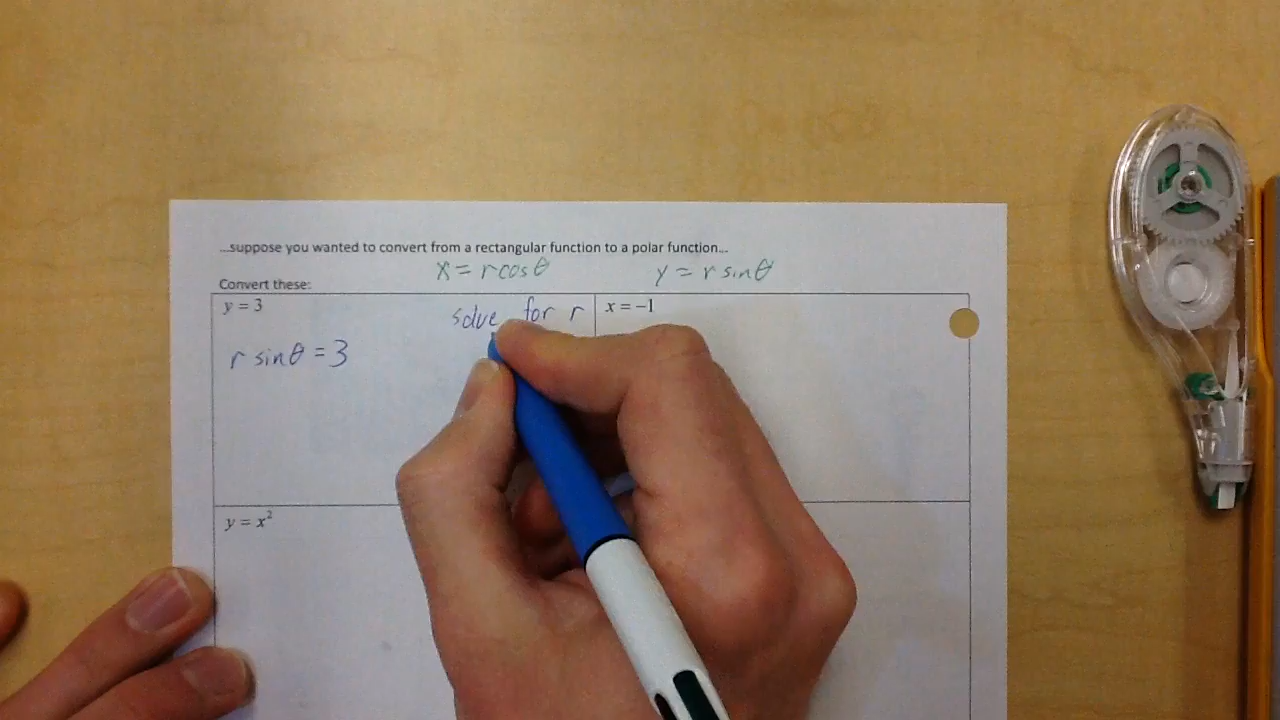 ...suppose you wanted to convert from a rectangular function to a polar function...
x = r cos θ y = r sin θ
Convert these:
y = 3
solve for r
r sin θ = 3
x = −1
y = x²